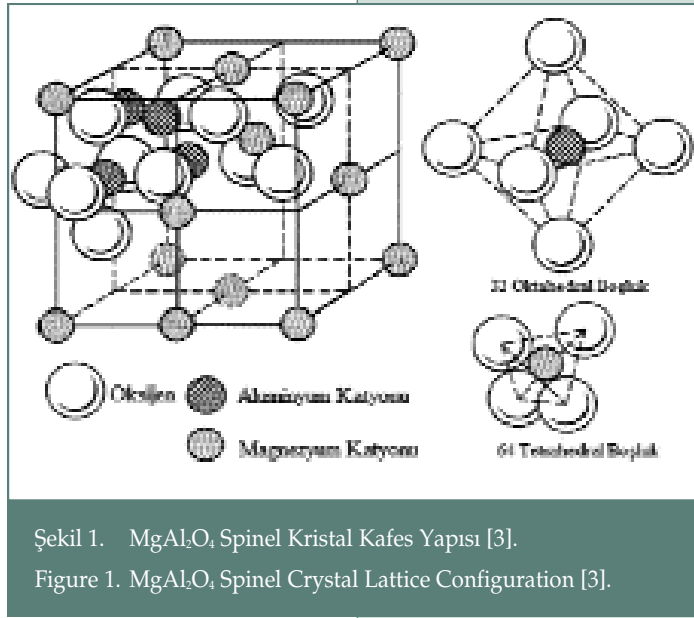 32 Oktahedral Boşluk
Oksijen
Aluminyum Katyonu
Magnezyum Katyonu
64 Tetrahedral Boşluk
Şekil 1. MgAl₂O₄ Spinel Kristal Kafes Yapısı [3].
Figure 1. MgAl₂O₄ Spinel Crystal Lattice Configuration [3].